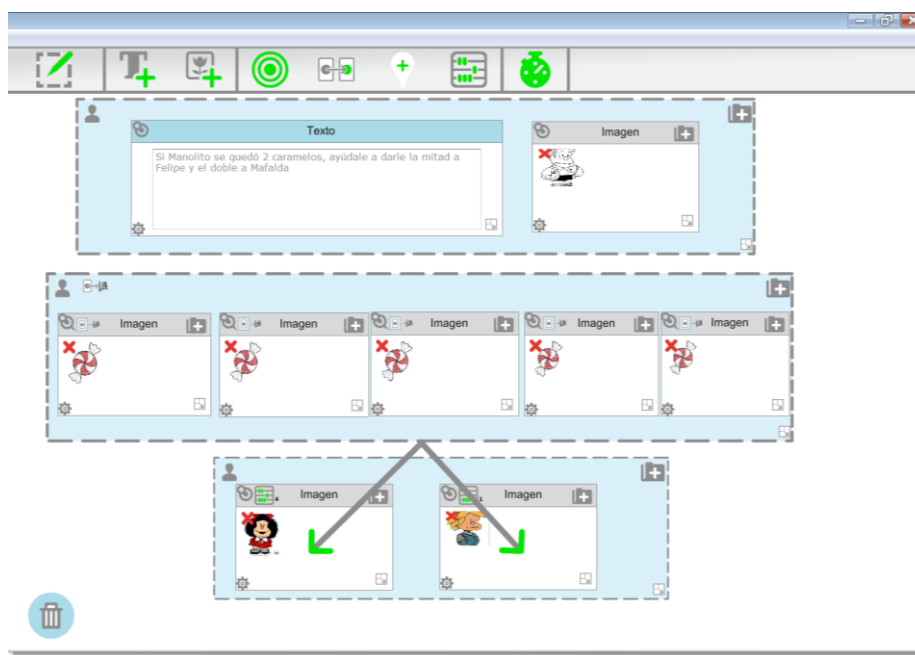 Texto
Imagen
Si Manolito se quedó 2 caramelos, ayúdale a darle la mitad a
Felipe y el doble a Mafalda
Imagen
Imagen
Imagen
Imagen
Imagen
Imagen
Imagen